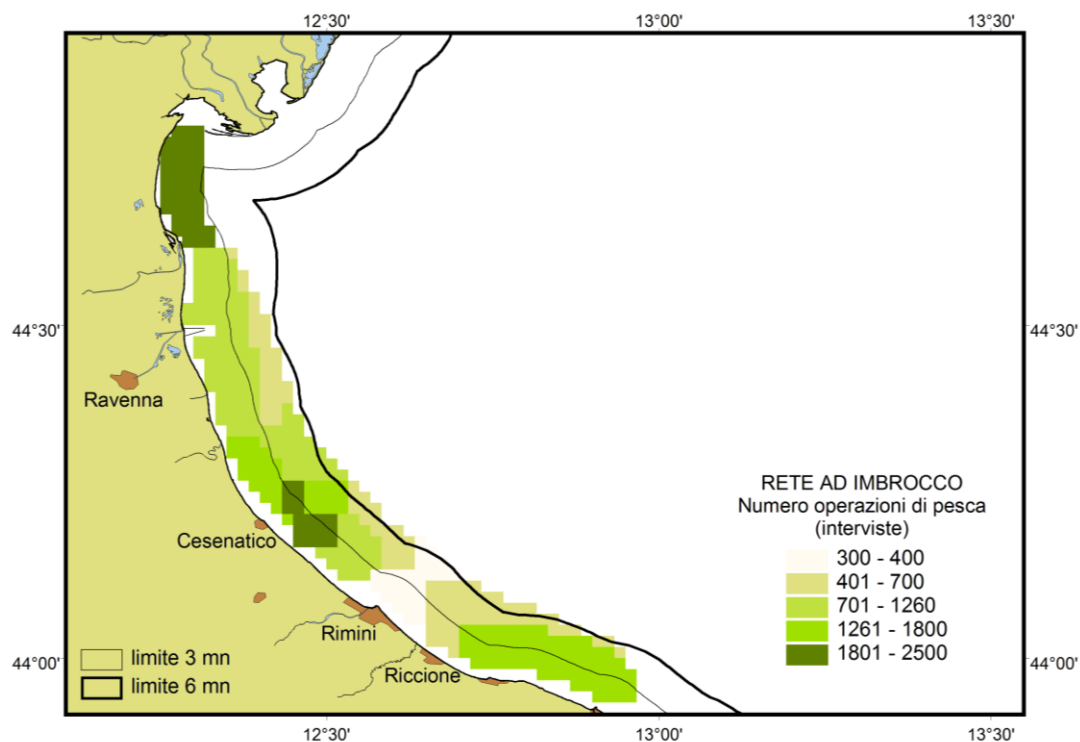 12°30' 13°00' 13°30'
44°30' 44°30'
Ravenna
RETE AD IMBROCCO
Numero operazioni di pesca
(interviste)
Cesenatico
300 - 400
401 - 700
701 - 1260
1261 - 1800
1801 - 2500
Rimini
Riccione
44°00' 44°00'
limite 3 mn
limite 6 mn
12°30' 13°00' 13°30'